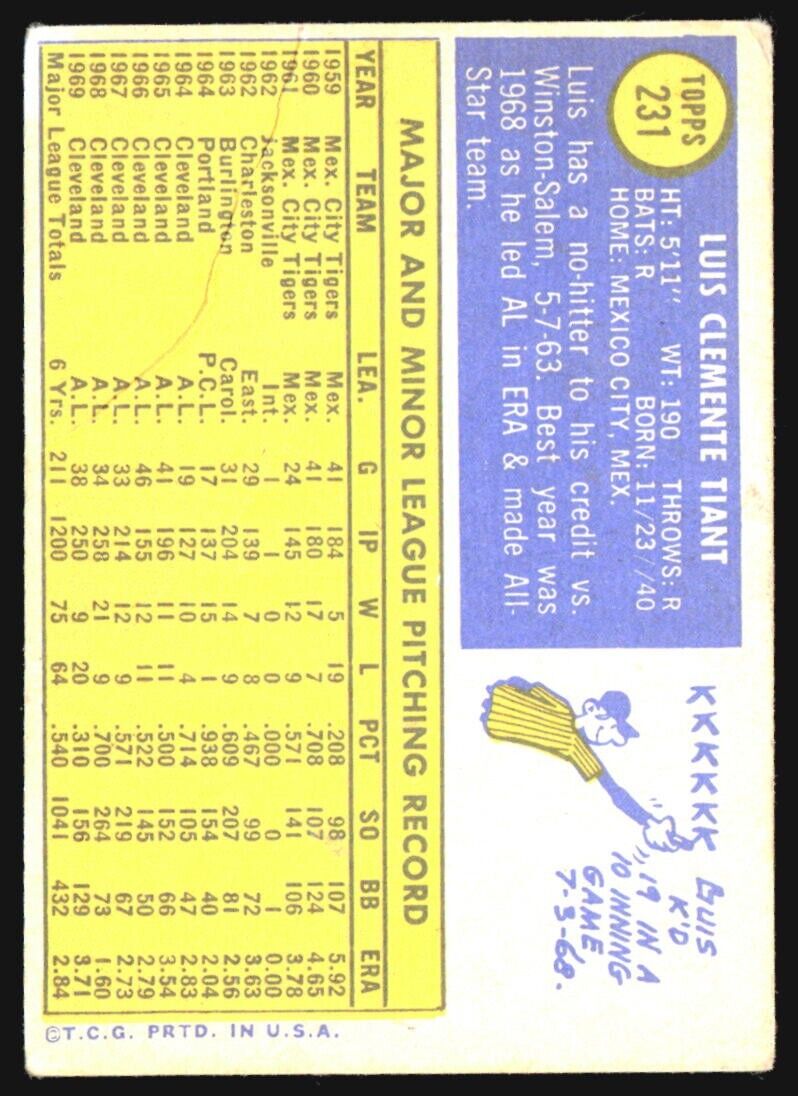 TOPPS
231
LUIS CLEMENTE TIANT
HT: 5'11" WT: 190 THROWS: R
BATS: R BORN: 11/23//40
HOME: MEXICO CITY, MEX.
Luis has a no-hitter to his credit vs.
Winston-Salem, 5-7-63. Best year was
1968 as he led AL in ERA & made All-
Star team.
KKKKKK
LUIS
K'D
19 IN A
10 INNING
GAME
7-3-68.
MAJOR AND MINOR LEAGUE PITCHING RECORD
YEAR TEAM LEA. G IP W L PCT SO BB ERA
1959 Mex. City Tigers Mex. 41 184 5 19 .208 98 107 5.92
1960 Mex. City Tigers Mex. 41 180 17 7 .708 107 124 4.65
1961 Mex. City Tigers Mex. 24 145 12 9 .571 141 106 3.78
1962 Jacksonville Int. 1 1 0 0 .000 0 1 0.00
1962 Charleston East. 29 139 7 8 .467 99 72 3.63
1963 Burlington Carol. 31 204 14 9 .609 207 81 2.56
1964 Portland P.C.L. 17 137 15 1 .938 154 40 2.04
1964 Cleveland A.L. 19 127 10 4 .714 105 47 2.83
1965 Cleveland A.L. 41 196 11 11 .500 152 66 3.54
1966 Cleveland A.L. 46 155 12 11 .522 145 50 2.79
1967 Cleveland A.L. 33 214 12 9 .571 219 67 2.73
1968 Cleveland A.L. 34 258 21 9 .700 264 73 1.60
1969 Cleveland A.L. 38 250 9 20 .310 156 129 3.71
Major League Totals 6 Yrs. 211 1200 75 64 .540 1041 432 2.84
©T.C.G. PRTD. IN U.S.A.